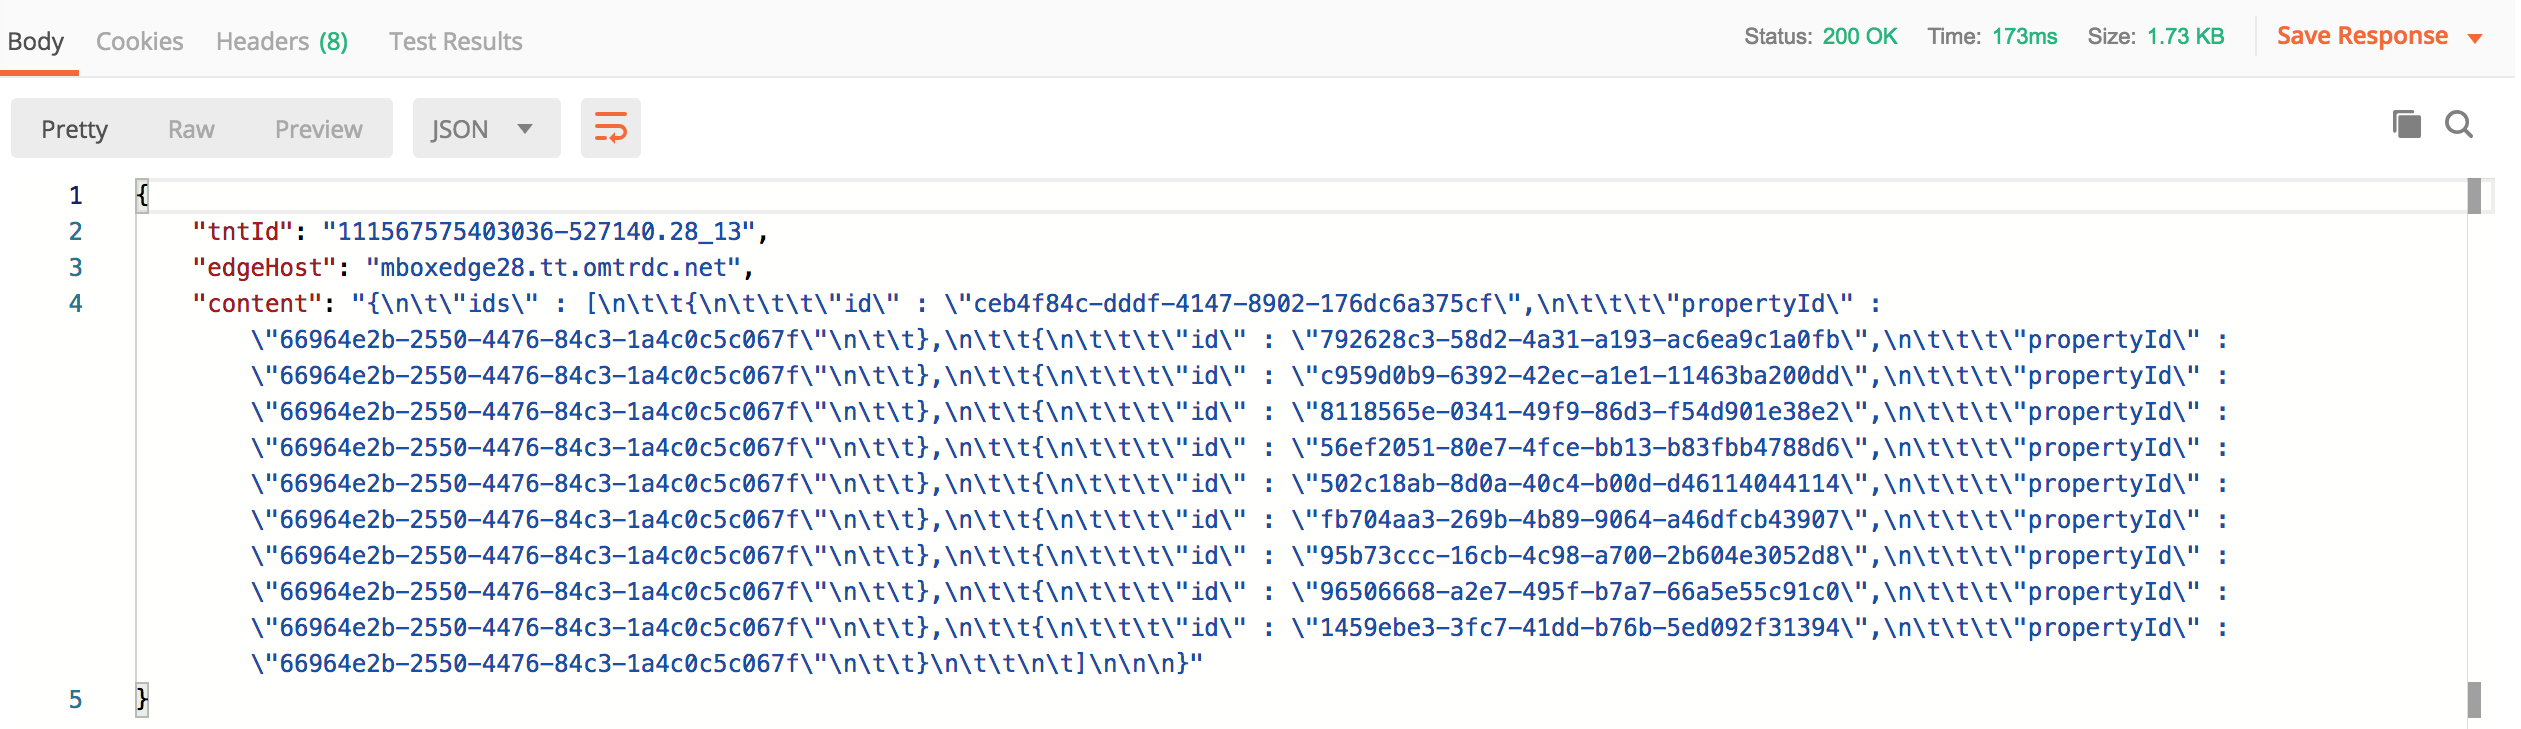 Body Cookies Headers (8) Test Results Status: 200 OK Time: 173ms Size: 1.73 KB Save Response
Pretty Raw Preview JSON
1 {
2 "tntId": "111567575403036-527140.28_13",
3 "edgeHost": "mboxedge28.tt.omtrdc.net",
4 "content": "{\n\t\"ids\" : [\n\t\t{\n\t\t\t\"id\" : \"ceb4f84c-dddf-4147-8902-176dc6a375cf\",\n\t\t\t\"propertyId\" :
\"66964e2b-2550-4476-84c3-1a4c0c5c067f\"\n\t\t},\n\t\t{\n\t\t\t\"id\" : \"792628c3-58d2-4a31-a193-ac6ea9c1a0fb\",\n\t\t\t\"propertyId\" :
\"66964e2b-2550-4476-84c3-1a4c0c5c067f\"\n\t\t},\n\t\t{\n\t\t\t\"id\" : \"c959d0b9-6392-42ec-a1e1-11463ba200dd\",\n\t\t\t\"propertyId\" :
\"66964e2b-2550-4476-84c3-1a4c0c5c067f\"\n\t\t},\n\t\t{\n\t\t\t\"id\" : \"8118565e-0341-49f9-86d3-f54d901e38e2\",\n\t\t\t\"propertyId\" :
\"66964e2b-2550-4476-84c3-1a4c0c5c067f\"\n\t\t},\n\t\t{\n\t\t\t\"id\" : \"56ef2051-80e7-4fce-bb13-b83fbb4788d6\",\n\t\t\t\"propertyId\" :
\"66964e2b-2550-4476-84c3-1a4c0c5c067f\"\n\t\t},\n\t\t{\n\t\t\t\"id\" : \"502c18ab-8d0a-40c4-b00d-d46114044114\",\n\t\t\t\"propertyId\" :
\"66964e2b-2550-4476-84c3-1a4c0c5c067f\"\n\t\t},\n\t\t{\n\t\t\t\"id\" : \"fb704aa3-269b-4b89-9064-a46dfcb43907\",\n\t\t\t\"propertyId\" :
\"66964e2b-2550-4476-84c3-1a4c0c5c067f\"\n\t\t},\n\t\t{\n\t\t\t\"id\" : \"95b73ccc-16cb-4c98-a700-2b604e3052d8\",\n\t\t\t\"propertyId\" :
\"66964e2b-2550-4476-84c3-1a4c0c5c067f\"\n\t\t},\n\t\t{\n\t\t\t\"id\" : \"96506668-a2e7-495f-b7a7-66a5e55c91c0\",\n\t\t\t\"propertyId\" :
\"66964e2b-2550-4476-84c3-1a4c0c5c067f\"\n\t\t},\n\t\t{\n\t\t\t\"id\" : \"1459ebe3-3fc7-41dd-b76b-5ed092f31394\",\n\t\t\t\"propertyId\" :
\"66964e2b-2550-4476-84c3-1a4c0c5c067f\"\n\t\t}\n\t\t\n\t]\n\n\n}"
5 }